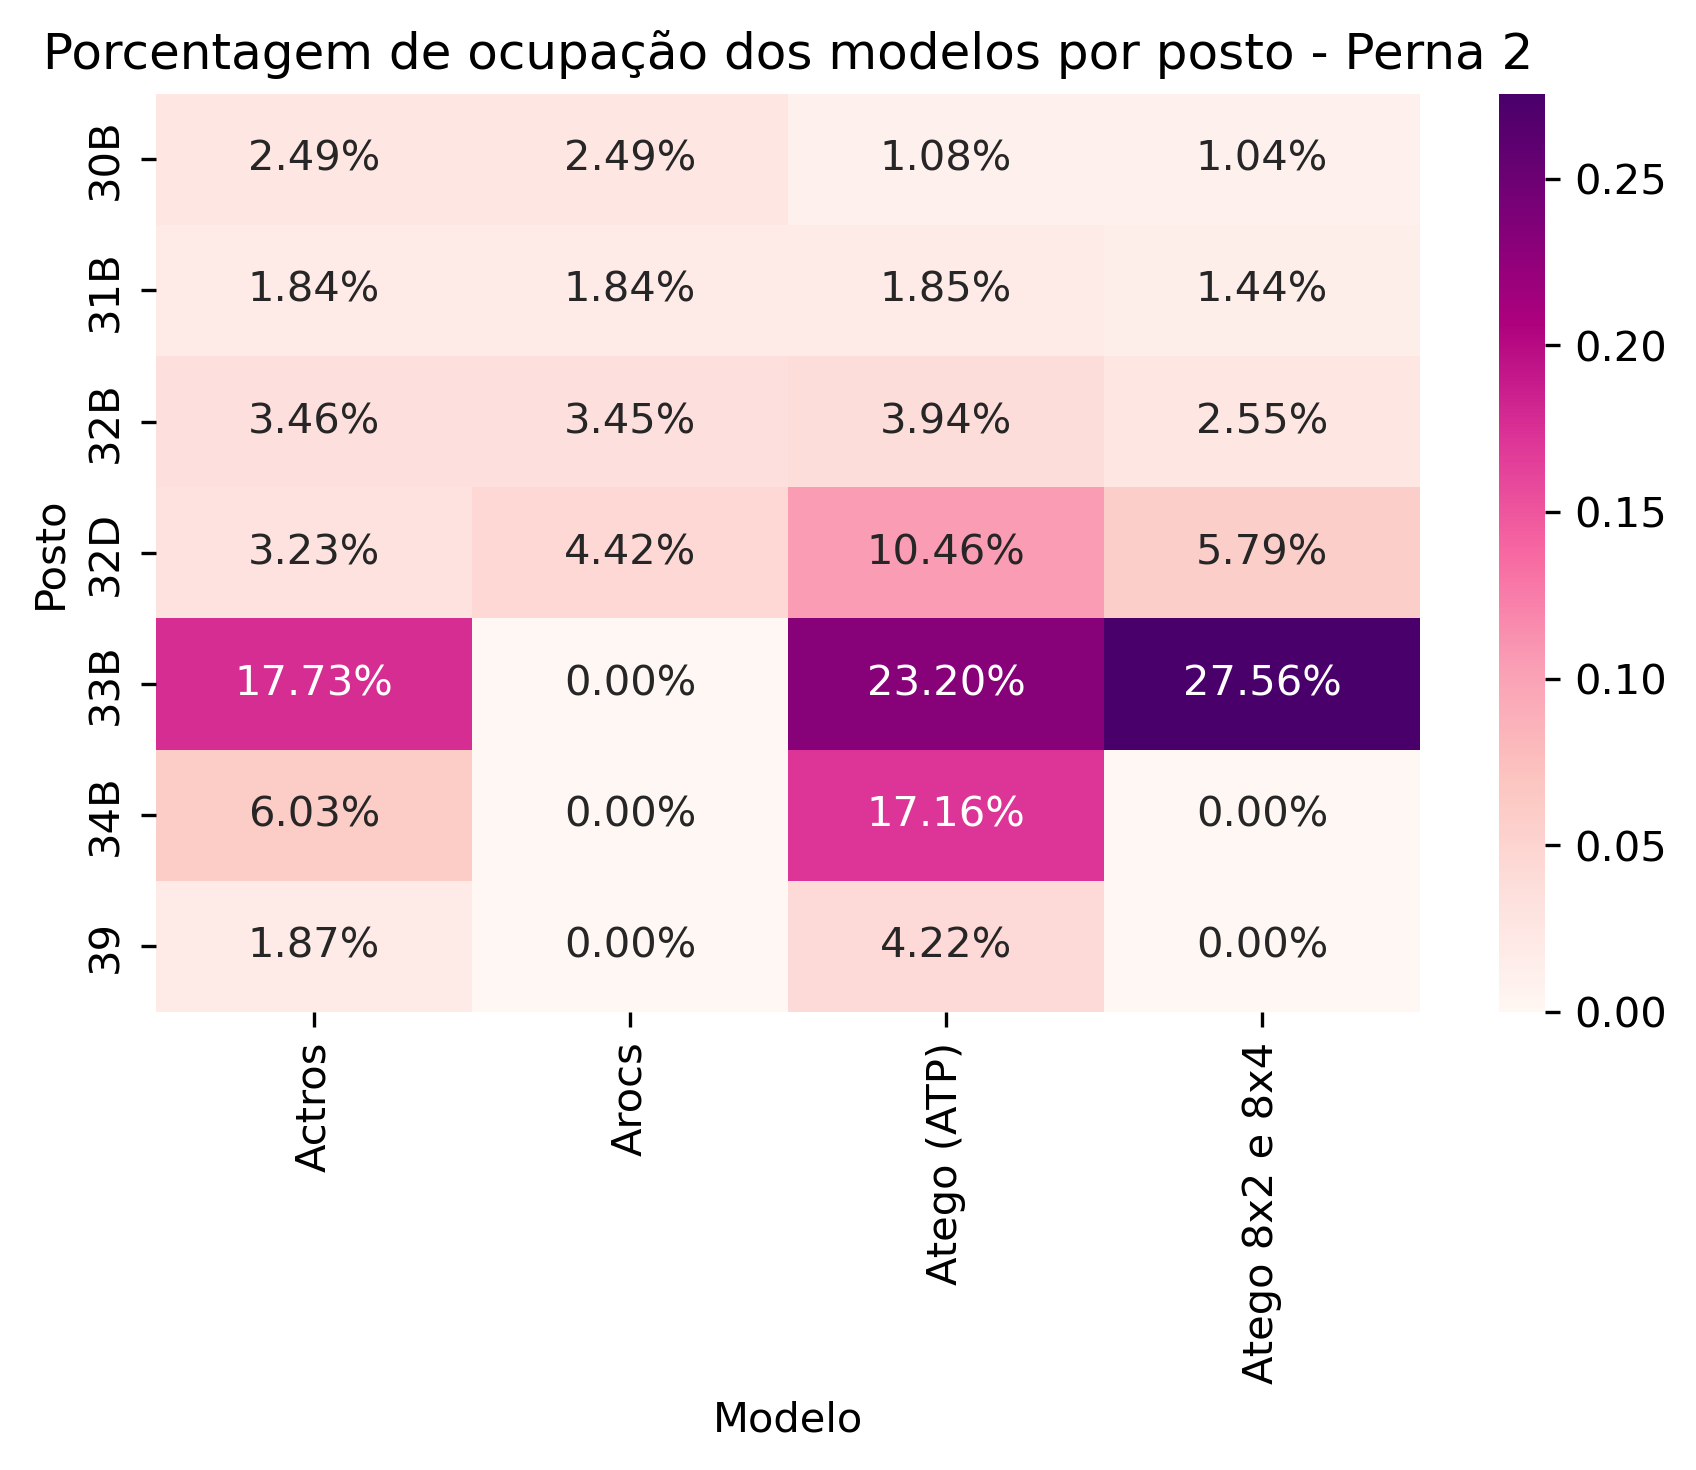 Porcentagem de ocupação dos modelos por posto - Perna 2
Posto
30B 2.49% 2.49% 1.08% 1.04%
31B 1.84% 1.84% 1.85% 1.44%
32B 3.46% 3.45% 3.94% 2.55%
32D 3.23% 4.42% 10.46% 5.79%
33B 17.73% 0.00% 23.20% 27.56%
34B 6.03% 0.00% 17.16% 0.00%
39 1.87% 0.00% 4.22% 0.00%
Actros
Arocs
Atego (ATP)
Atego 8x2 e 8x4
Modelo
0.25
0.20
0.15
0.10
0.05
0.00